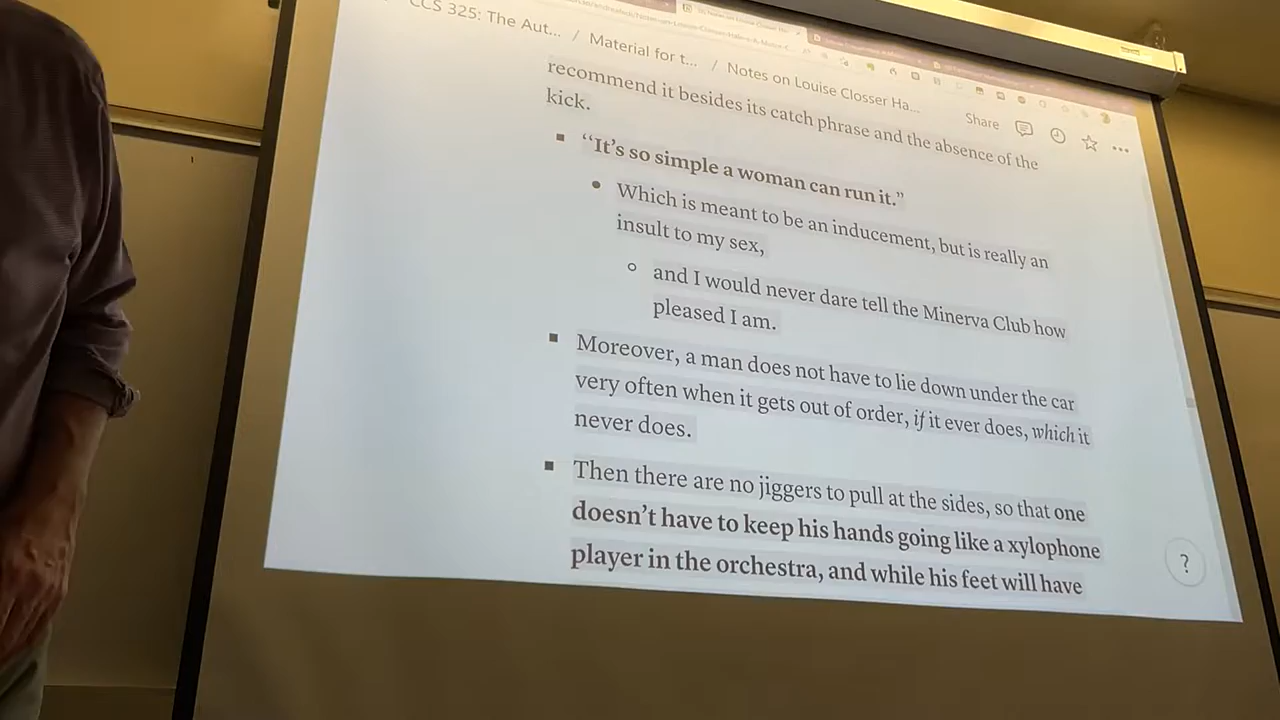 CCS 325: The Aut... / Material for t... / Notes on Louise Closser Ha...
Share
recommend it besides its catch phrase and the absence of the
kick.
▪ “It’s so simple a woman can run it.”
• Which is meant to be an inducement, but is really an
insult to my sex,
○ and I would never dare tell the Minerva Club how
pleased I am.
▪ Moreover, a man does not have to lie down under the car
very often when it gets out of order, if it ever does, which it
never does.
▪ Then there are no jiggers to pull at the sides, so that one
doesn’t have to keep his hands going like a xylophone
player in the orchestra, and while his feet will have
?